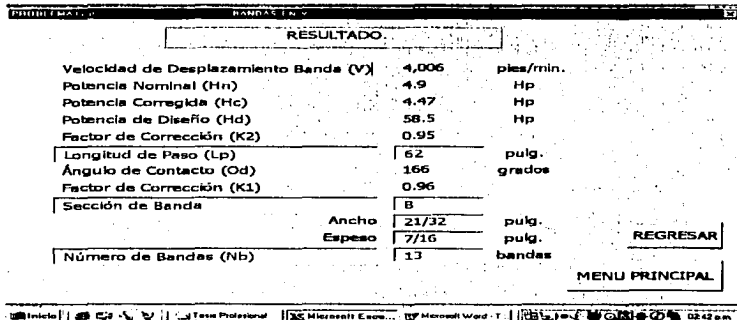 BANDAS EN V
RESULTADO.
Velocidad de Desplazamiento Banda (V) 4,006 pies/min.
Potencia Nominal (Hn) 4.9 Hp
Potencia Corregida (Hc) 4.47 Hp
Potencia de Diseño (Hd) 58.5 Hp
Factor de Corrección (K2) 0.95
Longitud de Paso (Lp) 62 pulg.
Ángulo de Contacto (Od) 166 grados
Factor de Corrección (K1) 0.96
Sección de Banda B
Ancho 21/32 pulg.
Espeso 7/16 pulg.
REGRESAR
Número de Bandas (Nb) 13 bandas
MENU PRINCIPAL
Inicio Tesis Profesional Microsoft Microsoft Word - T 02:42 p.m.